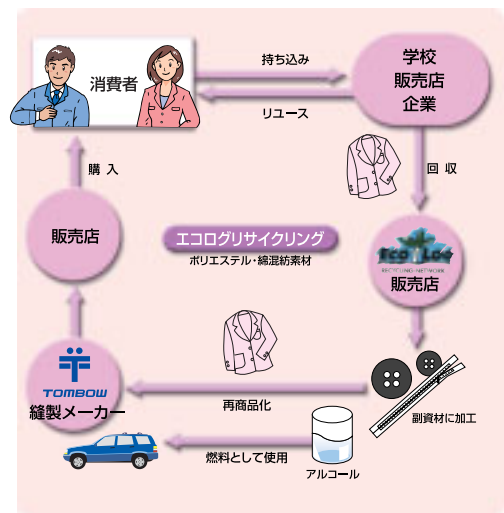 消費者
持ち込み
リユース
学校
販売店
企業
購入
回収
販売店
エコログリサイクリング
ポリエステル・綿混紡素材
Eco Log
RECYCLING NETWORK
販売店
TOMBOW
縫製メーカー
再商品化
副資材に加工
燃料として使用
アルコール